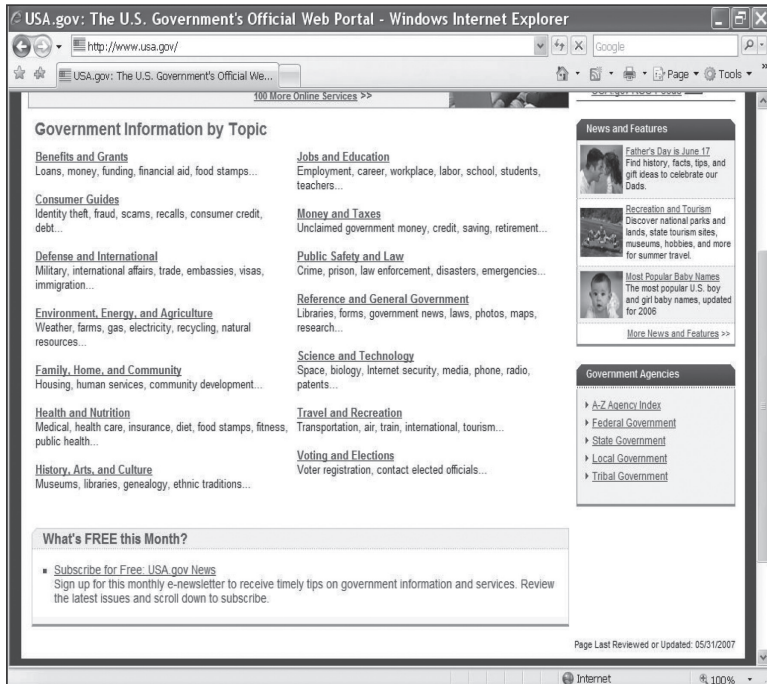 USA.gov: The U.S. Government's Official Web Portal - Windows Internet Explorer
http://www.usa.gov/
Google
USA.gov: The U.S. Government's Official We...
Page
Tools
100 More Online Services >>
Government Information by Topic
Benefits and Grants
Loans, money, funding, financial aid, food stamps...
Consumer Guides
Identity theft, fraud, scams, recalls, consumer credit,
debt...
Defense and International
Military, international affairs, trade, embassies, visas,
immigration...
Environment, Energy, and Agriculture
Weather, farms, gas, electricity, recycling, natural
resources...
Family, Home, and Community
Housing, human services, community development...
Health and Nutrition
Medical, health care, insurance, diet, food stamps, fitness,
public health...
History, Arts, and Culture
Museums, libraries, genealogy, ethnic traditions...
Jobs and Education
Employment, career, workplace, labor, school, students,
teachers...
Money and Taxes
Unclaimed government money, credit, saving, retirement...
Public Safety and Law
Crime, prison, law enforcement, disasters, emergencies...
Reference and General Government
Libraries, forms, government news, laws, photos, maps,
research...
Science and Technology
Space, biology, Internet security, media, phone, radio,
patents...
Travel and Recreation
Transportation, air, train, international, tourism...
Voting and Elections
Voter registration, contact elected officials...
News and Features
Father's Day is June 17
Find history, facts, tips, and
gift ideas to celebrate our
Dads.
Recreation and Tourism
Discover national parks and
lands, state tourism sites,
museums, hobbies, and more
for summer travel.
Most Popular Baby Names
The most popular U.S. boy
and girl baby names, updated
for 2006
More News and Features >>
Government Agencies
A-Z Agency Index
Federal Government
State Government
Local Government
Tribal Government
What's FREE this Month?
Subscribe for Free: USA.gov News
Sign up for this monthly e-newsletter to receive timely tips on government information and services. Review
the latest issues and scroll down to subscribe.
Page Last Reviewed or Updated: 05/31/2007
Internet
100%